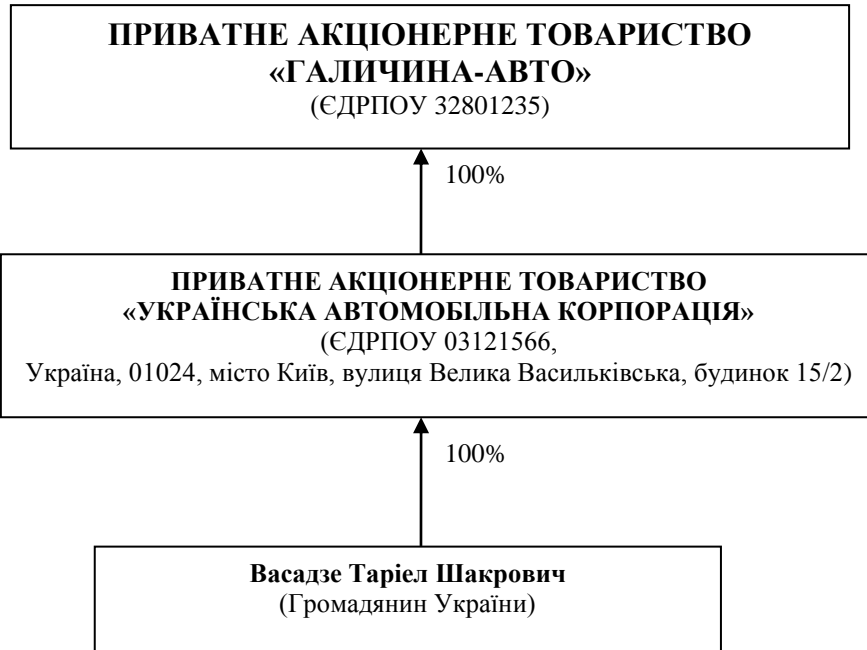 ПРИВАТНЕ АКЦІОНЕРНЕ ТОВАРИСТВО
«ГАЛИЧИНА-АВТО»
(ЄДРПОУ 32801235)
100%
ПРИВАТНЕ АКЦІОНЕРНЕ ТОВАРИСТВО
«УКРАЇНСЬКА АВТОМОБІЛЬНА КОРПОРАЦІЯ»
(ЄДРПОУ 03121566,
Україна, 01024, місто Київ, вулиця Велика Васильківська, будинок 15/2)
100%
Васадзе Таріел Шакрович
(Громадянин України)